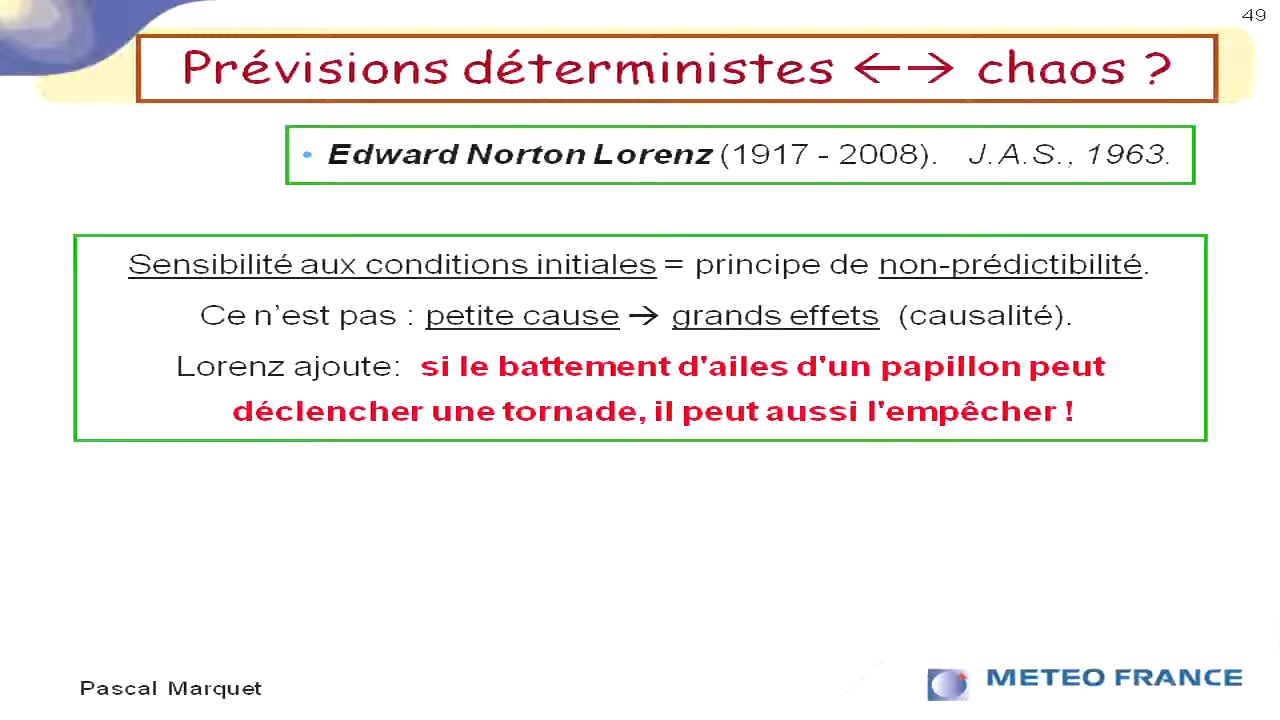 49
Prévisions déterministes ←→ chaos ?
• Edward Norton Lorenz (1917 - 2008). J.A.S., 1963.
Sensibilité aux conditions initiales = principe de non-prédictibilité.
Ce n'est pas : petite cause → grands effets (causalité).
Lorenz ajoute: si le battement d'ailes d'un papillon peut
déclencher une tornade, il peut aussi l'empêcher !
Pascal Marquet
METEO FRANCE